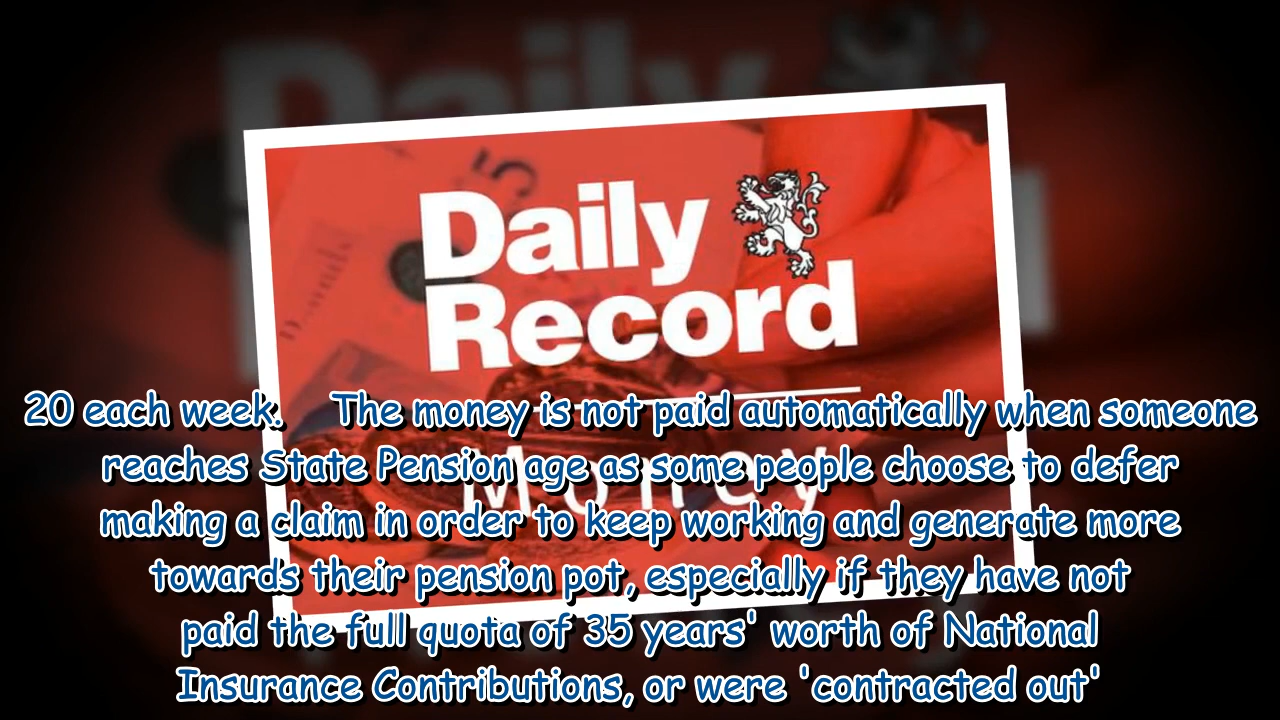 Daily
Record
Money
20 each week. The money is not paid automatically when someone
reaches State Pension age as some people choose to defer
making a claim in order to keep working and generate more
towards their pension pot, especially if they have not
paid the full quota of 35 years' worth of National
Insurance Contributions, or were 'contracted out'